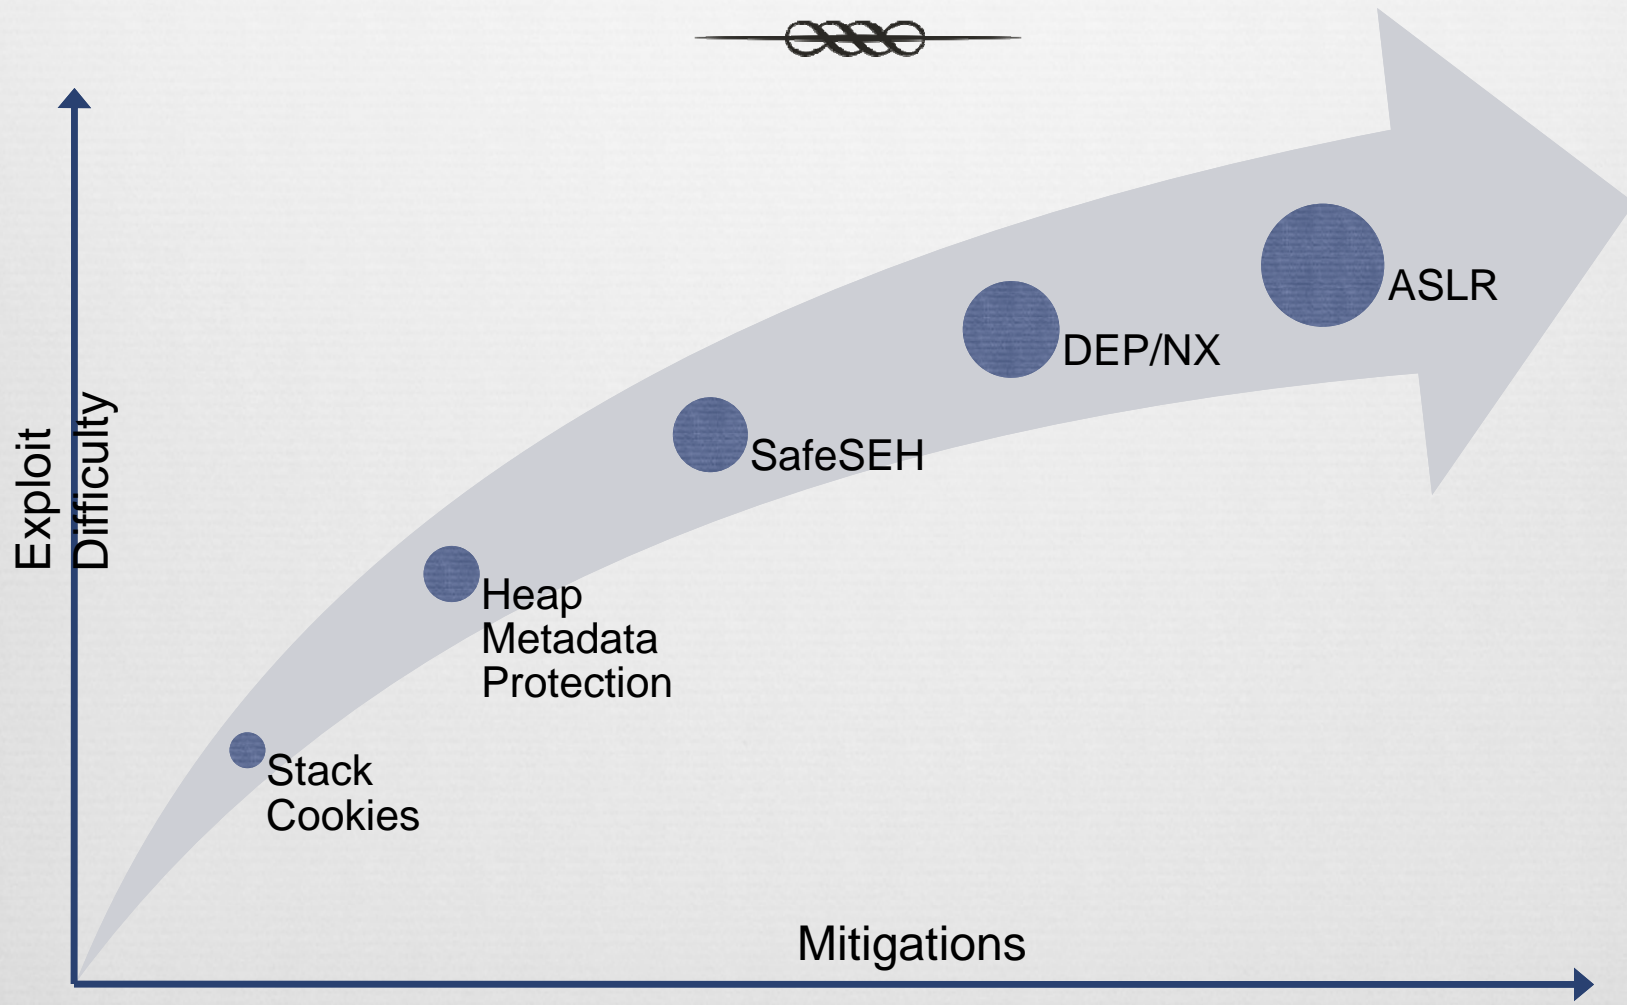 Exploit
Difficulty
ASLR
DEP/NX
SafeSEH
Heap
Metadata
Protection
Stack
Cookies
Mitigations